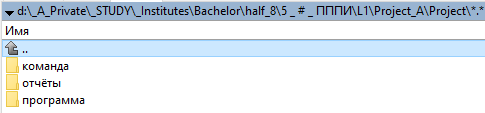 d:\_A_Private\_STUDY\_Institutes\Bachelor\half_8\5 _ # _ ПППИ\L1\Project_A\Project\*.*
Имя
..
команда
отчёты
программа